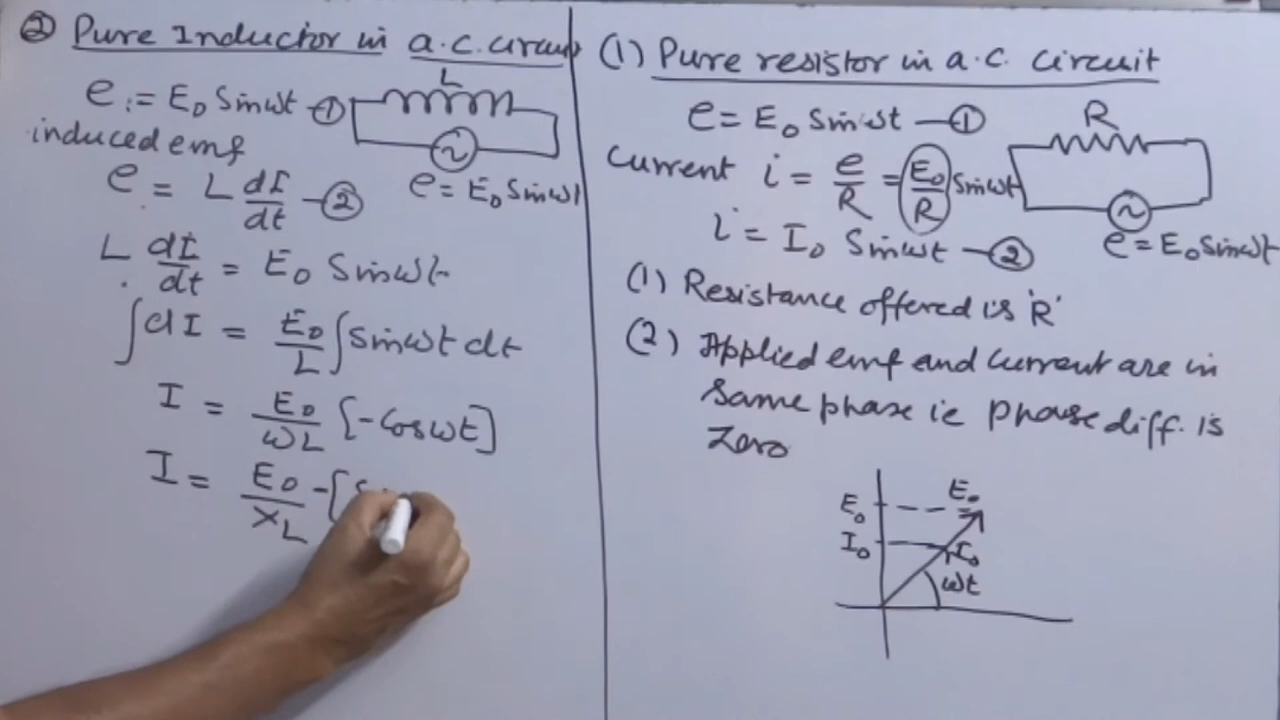 ② Pure Inductor in a.c. circuit
L
e = E₀ Sinωt —①
induced emf
e = L dI/dt —②
e = E₀ Sinωt
L dI/dt = E₀ Sinωt
∫dI = E₀/L ∫sinωt dt
I = E₀/ωL [-Cosωt]
I = E₀/X_L -[S
(1) Pure resistor in a.c. circuit
e = E₀ Sinωt —①
R
Current i = e/R = E₀/R Sinωt
i = I₀ Sinωt —②
e = E₀ Sinωt
(1) Resistance offered is 'R'
(2) Applied emf and current are in
Same phase ie phase diff. is
Zero
E₀ E₀
I₀ I₀
ωt